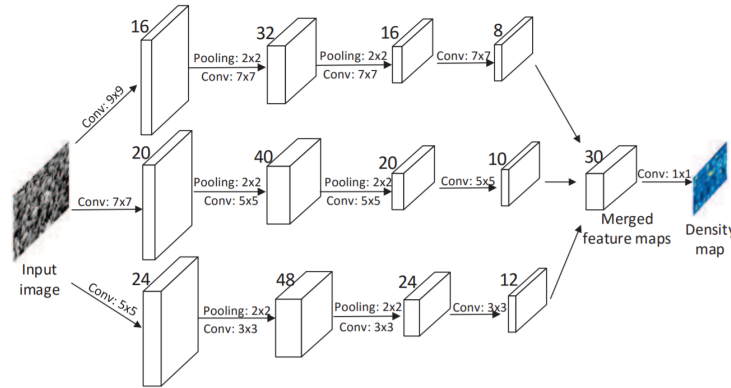 16
32
16
8
Conv: 9x9
Pooling: 2x2
Conv: 7x7
Pooling: 2x2
Conv: 7x7
Conv: 7x7
20
40
20
10
30
Conv: 7x7
Pooling: 2x2
Conv: 5x5
Pooling: 2x2
Conv: 5x5
Conv: 5x5
Conv: 1x1
Input
image
Merged
feature maps
Density
map
24
48
24
12
Conv: 5x5
Pooling: 2x2
Conv: 3x3
Pooling: 2x2
Conv: 3x3
Conv: 3x3